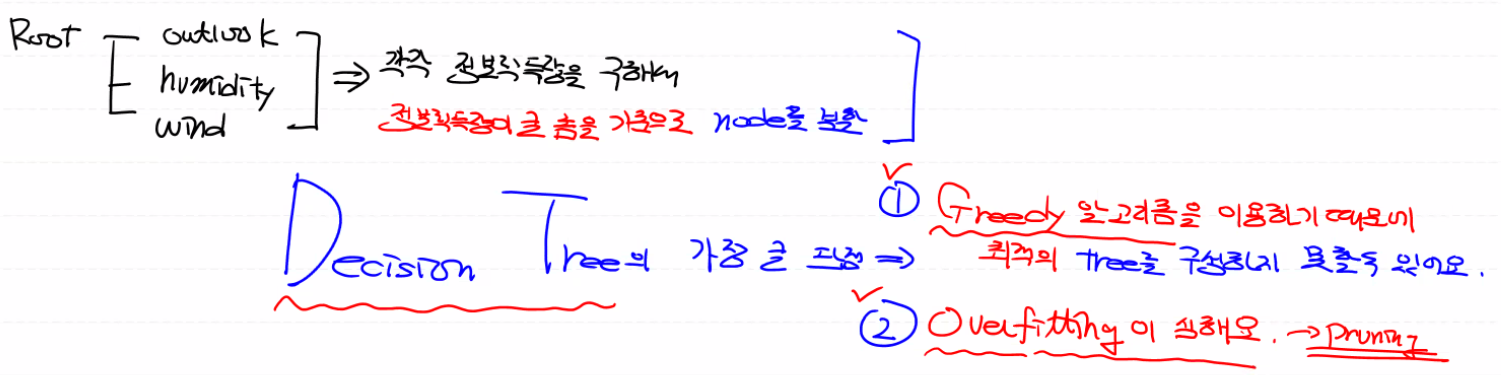 Root
outlook
humidity
wind
⇒ 각각 정보획득량을 구해서
정보획득량이 큰 놈을 기준으로 node를 분할
Decision Tree의 가장 큰 특징 ⇒
① Greedy 알고리즘을 이용하기 때문에
최적의 tree를 구성하지 못할수 있어요.
② Overfitting이 심해요. → pruning